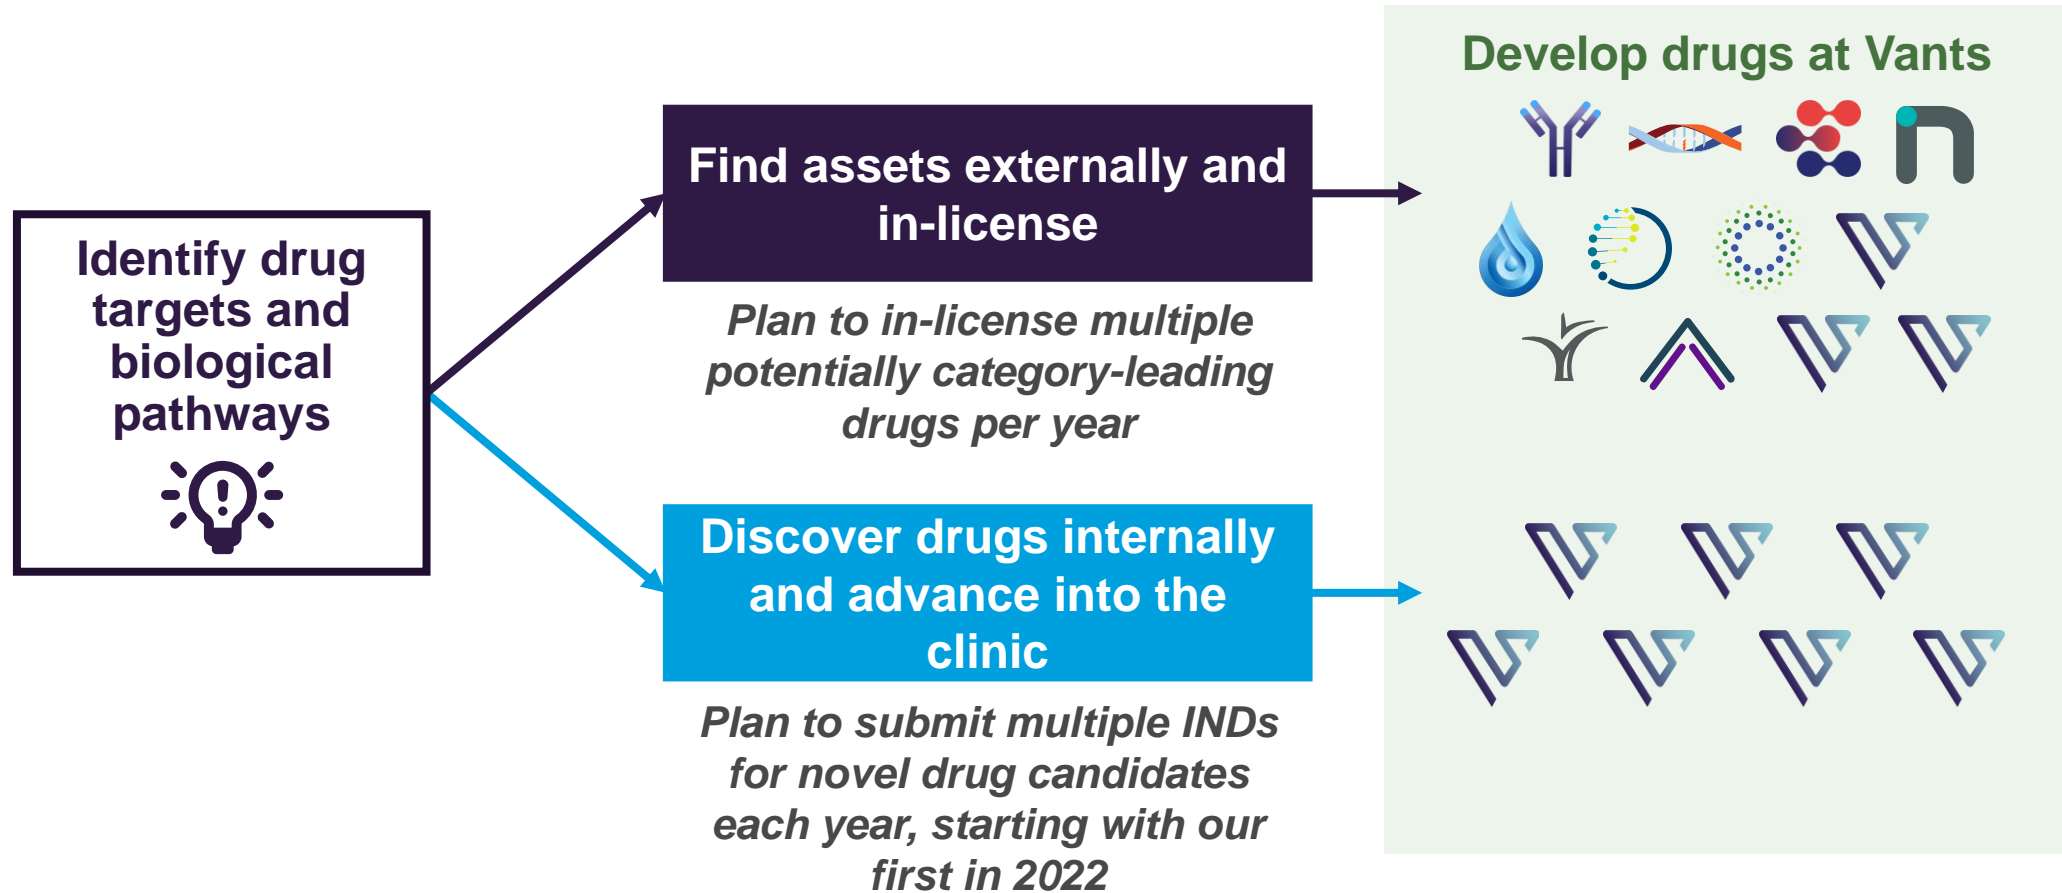 Identify drug
targets and
biological
pathways
Find assets externally and
in-license
Plan to in-license multiple
potentially category-leading
drugs per year
Discover drugs internally
and advance into the
clinic
Plan to submit multiple INDs
for novel drug candidates
each year, starting with our
first in 2022
Develop drugs at Vants